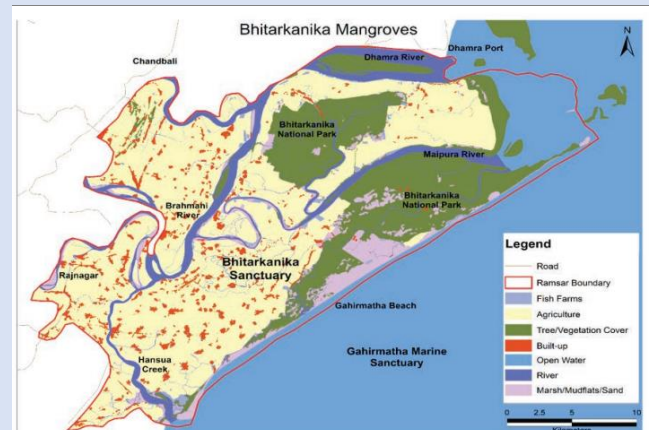 Bhitarkanika Mangroves
N
Dhamra Port
Dhamra River
Chandbali
Bhitarkanika
National Park
Maipura River
Bhitarkanika
National Park
Brahmahi
River
Bhitarkanika
Sanctuary
Rajnagar
Gahirmatha Beach
Gahirmatha Marine
Sanctuary
Hansua
Creek
Legend
Road
Ramsar Boundary
Fish Farms
Agriculture
Tree/Vegetation Cover
Built-up
Open Water
River
Marsh/Mudflats/Sand
0 2.5 5 10
Kilometers